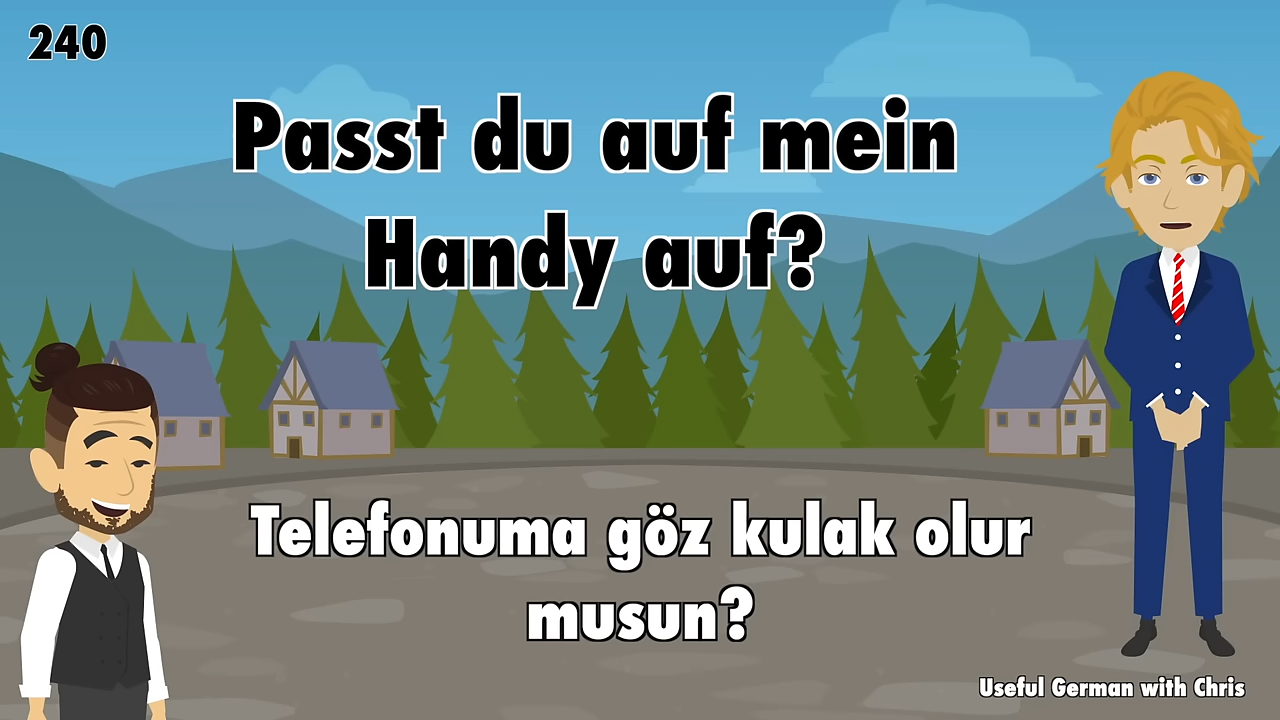 240
Passt du auf mein
Handy auf?
Telefonuma göz kulak olur
musun?
Useful German with Chris